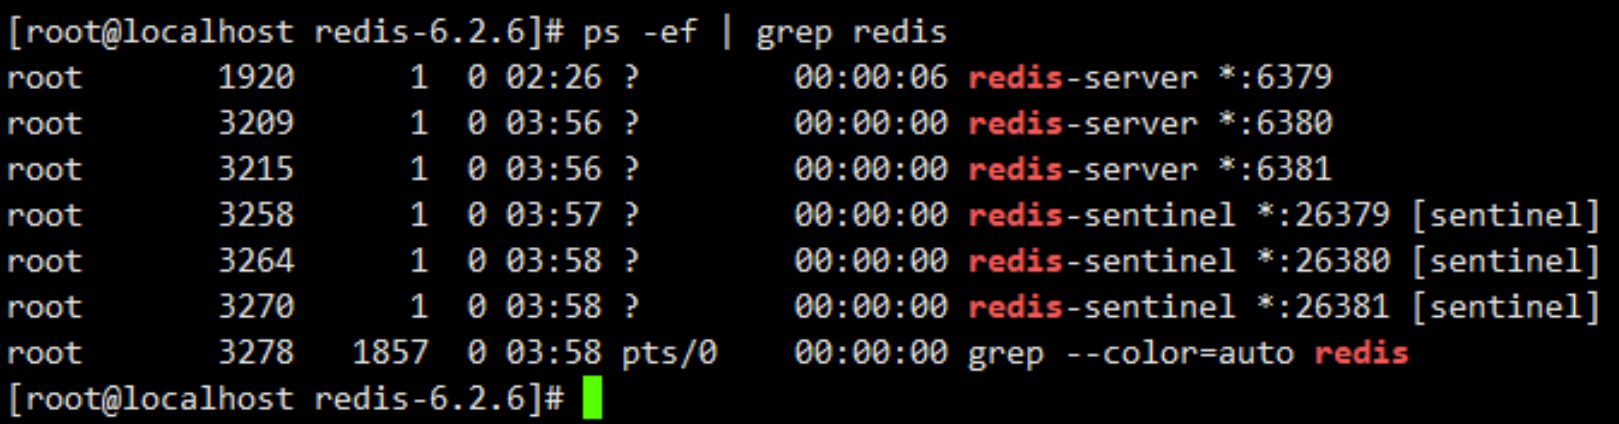 [root@localhost redis-6.2.6]# ps -ef | grep redis
root       1920      1  0 02:26 ?        00:00:06 redis-server *:6379
root       3209      1  0 03:56 ?        00:00:00 redis-server *:6380
root       3215      1  0 03:56 ?        00:00:00 redis-server *:6381
root       3258      1  0 03:57 ?        00:00:00 redis-sentinel *:26379 [sentinel]
root       3264      1  0 03:58 ?        00:00:00 redis-sentinel *:26380 [sentinel]
root       3270      1  0 03:58 ?        00:00:00 redis-sentinel *:26381 [sentinel]
root       3278   1857  0 03:58 pts/0    00:00:00 grep --color=auto redis
[root@localhost redis-6.2.6]#